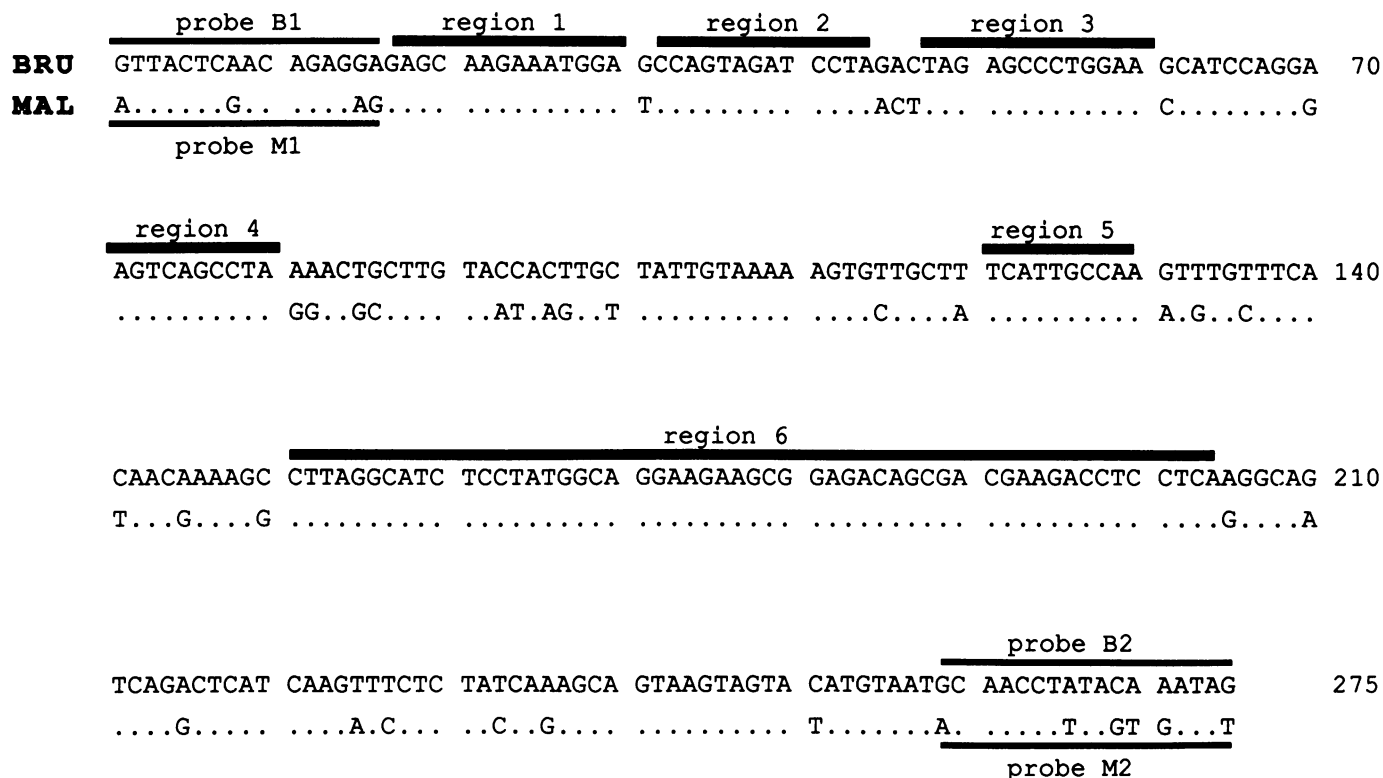 probe B1 region 1 region 2 region 3
BRU GTTACTCAAC AGAGGAGAGC AAGAAATGGA GCCAGTAGAT CCTAGACTAG AGCCCTGGAA GCATCCAGGA 70
MAL A......G.. ....AG.... .......... T......... ....ACT... .......... C........G
probe M1
region 4 region 5
AGTCAGCCTA AAACTGCTTG TACCACTTGC TATTGTAAAA AGTGTTGCTT TCATTGCCAA GTTTGTTTCA 140
.......... GG..GC.... ..AT.AG..T .......... ....C....A .......... A.G..C....
region 6
CAACAAAAGC CTTAGGCATC TCCTATGGCA GGAAGAAGCG GAGACAGCGA CGAAGACCTC CTCAAGGCAG 210
T...G....G .......... .......... .......... .......... .......... ....G....A
probe B2
TCAGACTCAT CAAGTTTCTC TATCAAAGCA GTAAGTAGTA CATGTAATGC AACCTATACA AATAG 275
....G..... ....A.C... ...C..G... .......... T.......A. .....T..GT G...T
probe M2